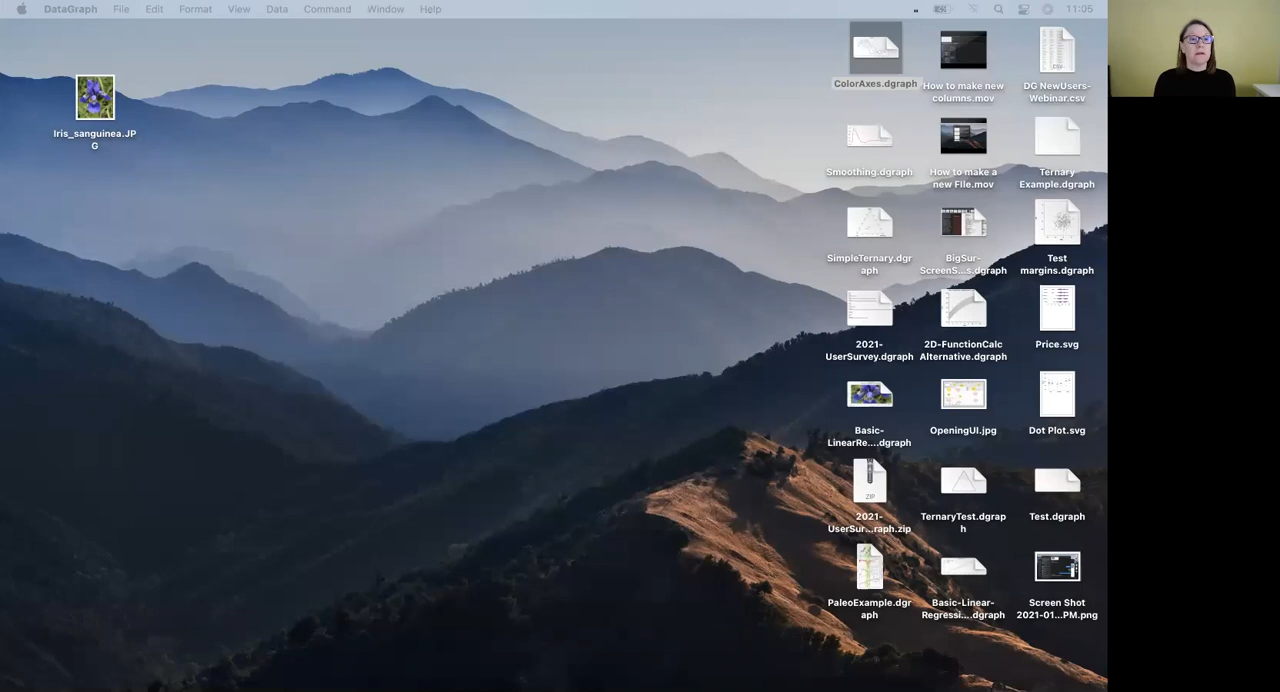 DataGraph File Edit Format View Data Command Window Help 11:05
Iris_sanguinea.JP
G
ColorAxes.dgraph
How to make new
columns.mov
DG NewUsers-
Webinar.csv
Smoothing.dgraph
How to make a
new FIle.mov
Ternary
Example.dgraph
SimpleTernary.dgr
aph
BigSur-
ScreenS...s.dgraph
Test
margins.dgraph
2021-
UserSurvey.dgraph
2D-FunctionCalc
Alternative.dgraph
Price.svg
Basic-
LinearRe....dgraph
OpeningUI.jpg
Dot Plot.svg
CSV
ZIP
2021-
UserSur...raph.zip
TernaryTest.dgrap
h
Test.dgraph
PaleoExample.dgr
aph
Basic-Linear-
Regressi....dgraph
Screen Shot
2021-01...PM.png